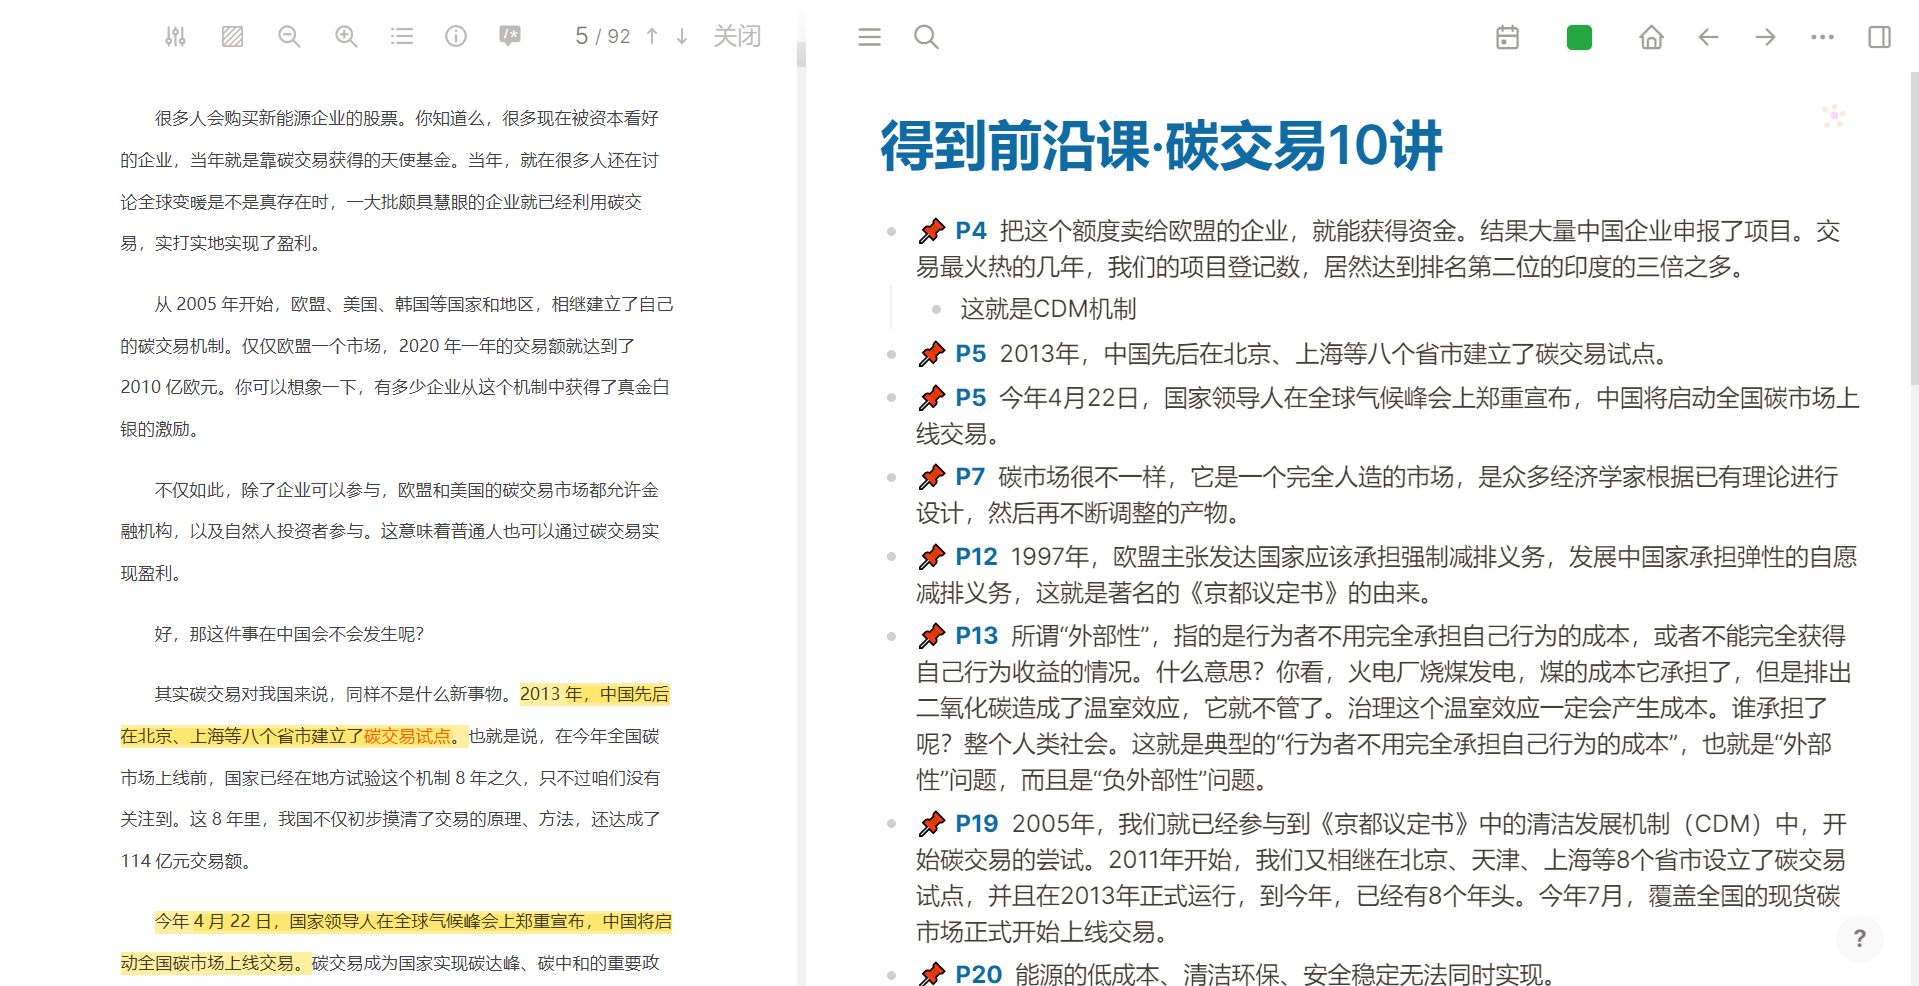 5 / 92 ↑ ↓ 关闭
很多人会购买新能源企业的股票。你知道么，很多现在被资本看好
的企业，当年就是靠碳交易获得的天使基金。当年，就在很多人还在讨
论全球变暖是不是真存在时，一大批颇具慧眼的企业就已经利用碳交
易，实打实地实现了盈利。
从 2005 年开始，欧盟、美国、韩国等国家和地区，相继建立了自己
的碳交易机制。仅仅欧盟一个市场，2020 年一年的交易额就达到了
2010 亿欧元。你可以想象一下，有多少企业从这个机制中获得了真金白
银的激励。
不仅如此，除了企业可以参与，欧盟和美国的碳交易市场都允许金
融机构，以及自然人投资者参与。这意味着普通人也可以通过碳交易实
现盈利。
好，那这件事在中国会不会发生呢？
其实碳交易对我国来说，同样不是什么新事物。2013 年，中国先后
在北京、上海等八个省市建立了碳交易试点。也就是说，在今年全国碳
市场上线前，国家已经在地方试验这个机制 8 年之久，只不过咱们没有
关注到。这 8 年里，我国不仅初步摸清了交易的原理、方法，还达成了
114 亿元交易额。
今年 4 月 22 日，国家领导人在全球气候峰会上郑重宣布，中国将启
动全国碳市场上线交易。碳交易成为国家实现碳达峰、碳中和的重要政
得到前沿课·碳交易10讲
P4 把这个额度卖给欧盟的企业，就能获得资金。结果大量中国企业申报了项目。交
易最火热的几年，我们的项目登记数，居然达到排名第二位的印度的三倍之多。
这就是CDM机制
P5 2013年，中国先后在北京、上海等八个省市建立了碳交易试点。
P5 今年4月22日，国家领导人在全球气候峰会上郑重宣布，中国将启动全国碳市场上
线交易。
P7 碳市场很不一样，它是一个完全人造的市场，是众多经济学家根据已有理论进行
设计，然后再不断调整的产物。
P12 1997年，欧盟主张发达国家应该承担强制减排义务，发展中国家承担弹性的自愿
减排义务，这就是著名的《京都议定书》的由来。
P13 所谓“外部性”，指的是行为者不用完全承担自己行为的成本，或者不能完全获得
自己行为收益的情况。什么意思？你看，火电厂烧煤发电，煤的成本它承担了，但是排出
二氧化碳造成了温室效应，它就不管了。治理这个温室效应一定会产生成本。谁承担了
呢？整个人类社会。这就是典型的“行为者不用完全承担自己行为的成本”，也就是“外部
性”问题，而且是“负外部性”问题。
P19 2005年，我们就已经参与到《京都议定书》中的清洁发展机制（CDM）中，开
始碳交易的尝试。2011年开始，我们又相继在北京、天津、上海等8个省市设立了碳交易
试点，并且在2013年正式运行，到今年，已经有8个年头。今年7月，覆盖全国的现货碳
市场正式开始上线交易。
P20 能源的低成本、清洁环保、安全稳定无法同时实现。
?